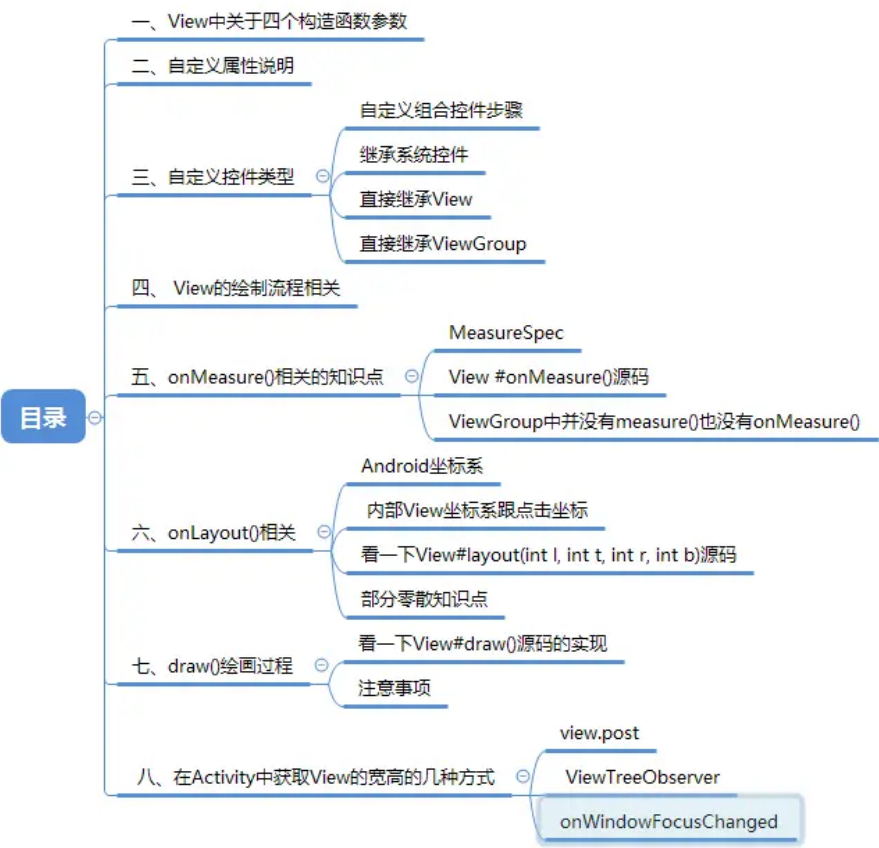 目录
一、View中关于四个构造函数参数
二、自定义属性说明
三、自定义控件类型
自定义组合控件步骤
继承系统控件
直接继承View
直接继承ViewGroup
四、 View的绘制流程相关
五、onMeasure()相关的知识点
MeasureSpec
View #onMeasure()源码
ViewGroup中并没有measure()也没有onMeasure()
六、onLayout()相关
Android坐标系
内部View坐标系跟点击坐标
看一下View#layout(int l, int t, int r, int b)源码
部分零散知识点
七、draw()绘画过程
看一下View#draw()源码的实现
注意事项
八、在Activity中获取View的宽高的几种方式
view.post
ViewTreeObserver
onWindowFocusChanged